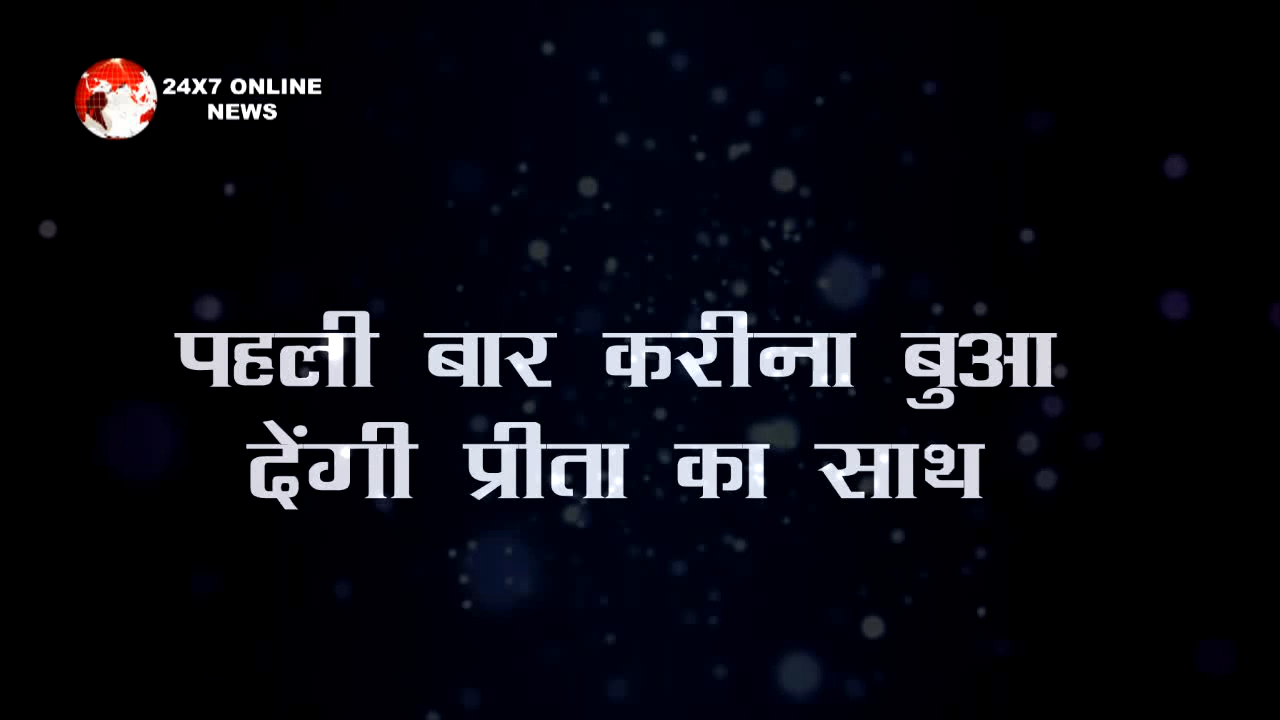 24X7 ONLINE
NEWS
पहली बार करीना बुआ
देंगी प्रीता का साथ